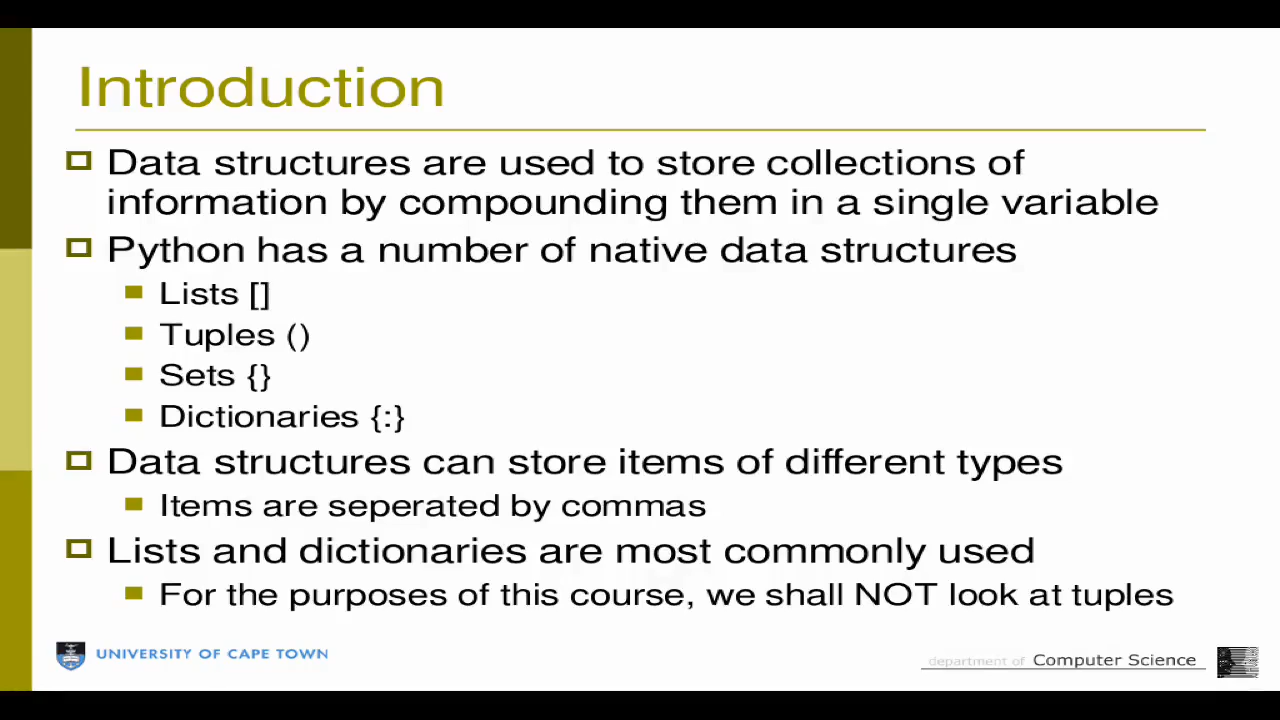 Introduction
Data structures are used to store collections of
information by compounding them in a single variable
Python has a number of native data structures
Lists []
Tuples ()
Sets {}
Dictionaries {:}
Data structures can store items of different types
Items are seperated by commas
Lists and dictionaries are most commonly used
For the purposes of this course, we shall NOT look at tuples
UNIVERSITY OF CAPE TOWN
department of Computer Science